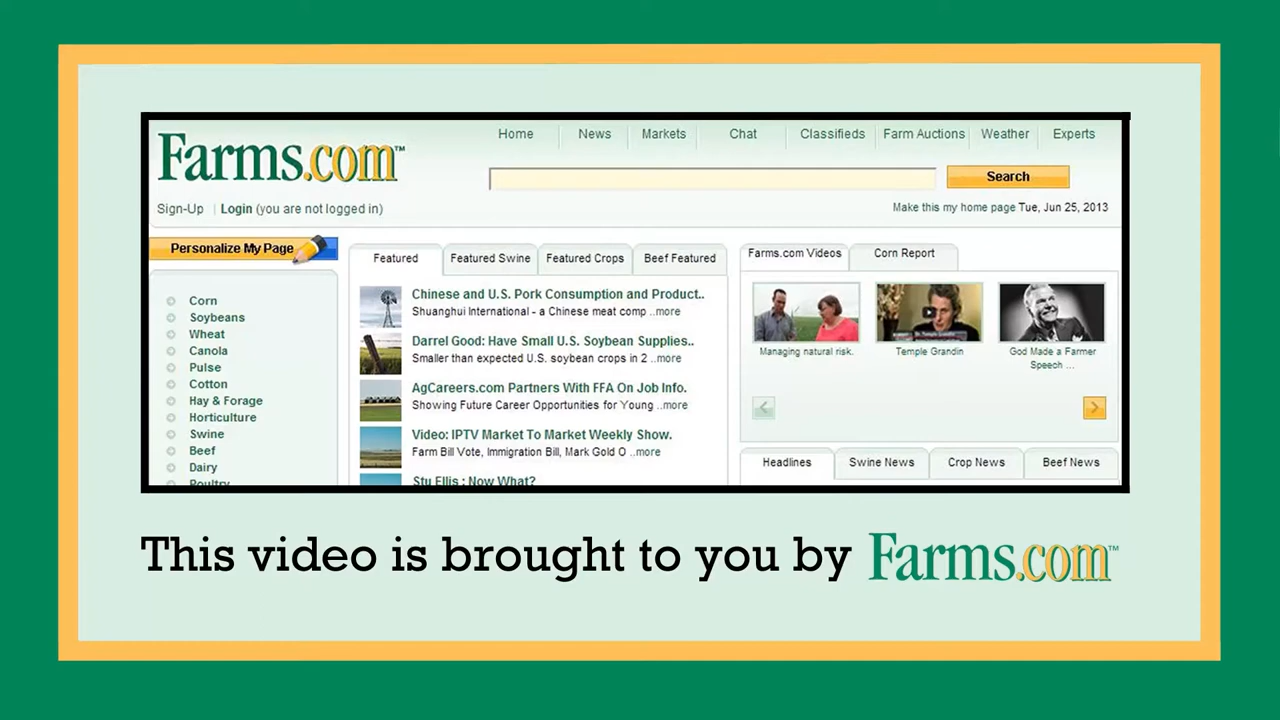 Farms.com™
Home News Markets Chat Classifieds Farm Auctions Weather Experts
Search
Sign-Up Login (you are not logged in)
Make this my home page Tue, Jun 25, 2013
Personalize My Page
Corn
Soybeans
Wheat
Canola
Pulse
Cotton
Hay & Forage
Horticulture
Swine
Beef
Dairy
Poultry
Featured Featured Swine Featured Crops Beef Featured
Chinese and U.S. Pork Consumption and Product..
Shuanghui International - a Chinese meat comp ..more
Darrel Good: Have Small U.S. Soybean Supplies..
Smaller than expected U.S. soybean crops in 2 ..more
AgCareers.com Partners With FFA On Job Info.
Showing Future Career Opportunities for Young ..more
Video: IPTV Market To Market Weekly Show.
Farm Bill Vote, Immigration Bill, Mark Gold O ..more
Stu Ellis : Now What?
Farms.com Videos Corn Report
Managing natural risk.
Temple Grandin
God Made a Farmer
Speech ...
Headlines Swine News Crop News Beef News
This video is brought to you by Farms.com™